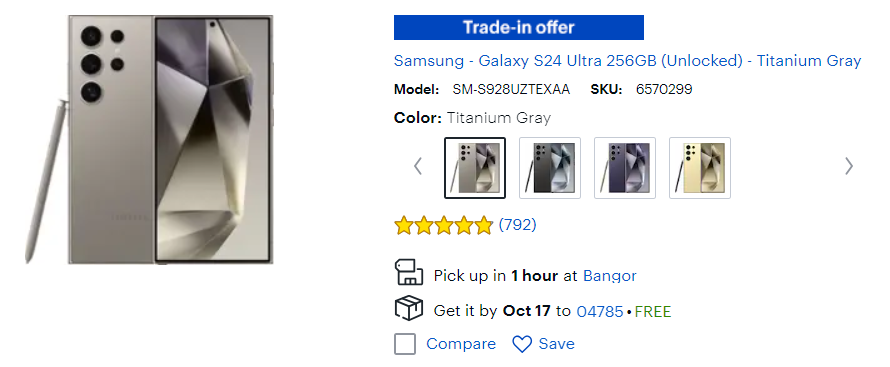 Trade-in offer
Samsung - Galaxy S24 Ultra 256GB (Unlocked) - Titanium Gray
Model: SM-S928UZTEXAA SKU: 6570299
Color: Titanium Gray
(792)
Pick up in 1 hour at Bangor
Get it by Oct 17 to 04785 • FREE
Compare Save